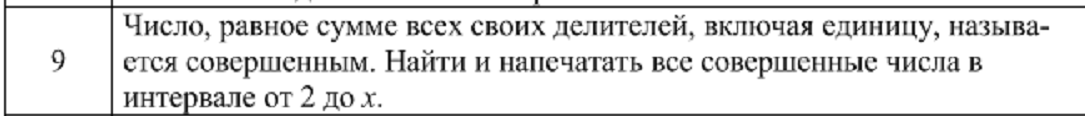 Число, равное сумме всех своих делителей, включая единицу, называ-
9 ется совершенным. Найти и напечатать все совершенные числа в
интервале от 2 до x.